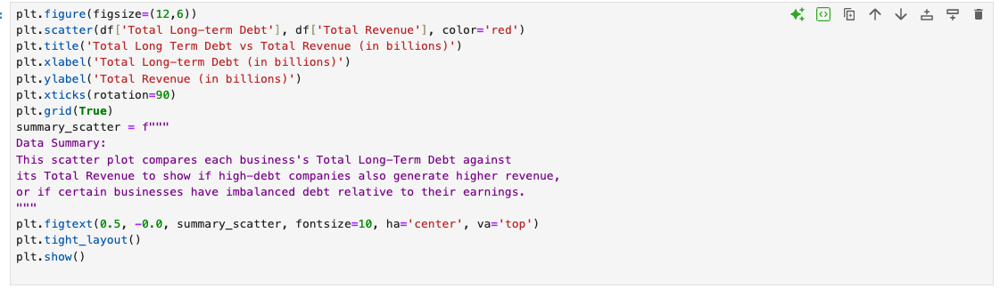 plt.figure(figsize=(12,6))
plt.scatter(df['Total Long-term Debt'], df['Total Revenue'], color='red')
plt.title('Total Long Term Debt vs Total Revenue (in billions)')
plt.xlabel('Total Long-term Debt (in billions)')
plt.ylabel('Total Revenue (in billions)')
plt.xticks(rotation=90)
plt.grid(True)
summary_scatter = f"""
Data Summary:
This scatter plot compares each business's Total Long-Term Debt against
its Total Revenue to show if high-debt companies also generate higher revenue,
or if certain businesses have imbalanced debt relative to their earnings.
"""
plt.figtext(0.5, -0.0, summary_scatter, fontsize=10, ha='center', va='top')
plt.tight_layout()
plt.show()